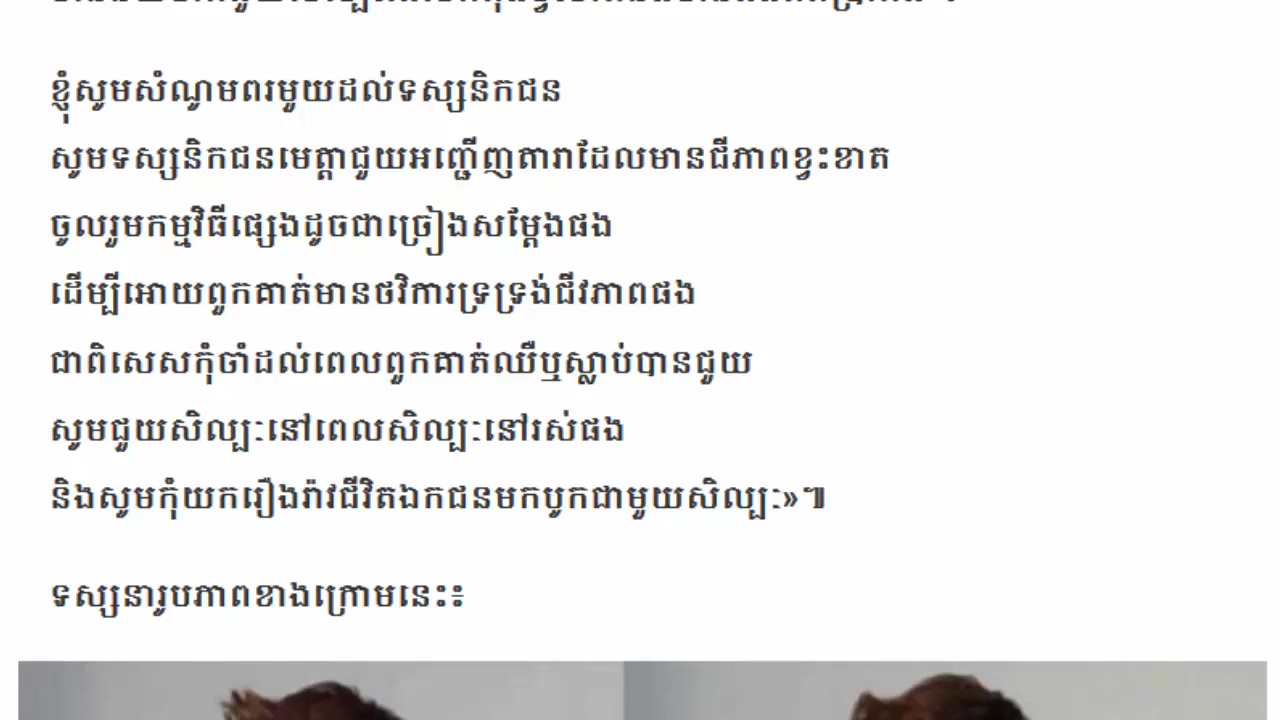 ខ្ញុំសូមសំណូមពរមួយដល់ទស្សនិកជន
សូមទស្សនិកជនមេត្តាជួយអញ្ជើញតារាដែលមានជីភាពខ្វះខាត
ចូលរួមកម្មវិធីផ្សេងដូចជាច្រៀងសម្តែងផង
ដើម្បីអោយពួកគាត់មានថវិការទ្រទ្រង់ជីវភាពផង
ជាពិសេសកុំចាំដល់ពេលពួកគាត់ឈឺឬស្លាប់បានជួយ
សូមជួយសិល្បៈនៅពេលសិល្បៈនៅរស់ផង
និងសូមកុំយករឿងរ៉ាវជីវិតឯកជនមកបូកជាមួយសិល្បៈ»៕
ទស្សនារូបភាពខាងក្រោមនេះ៖